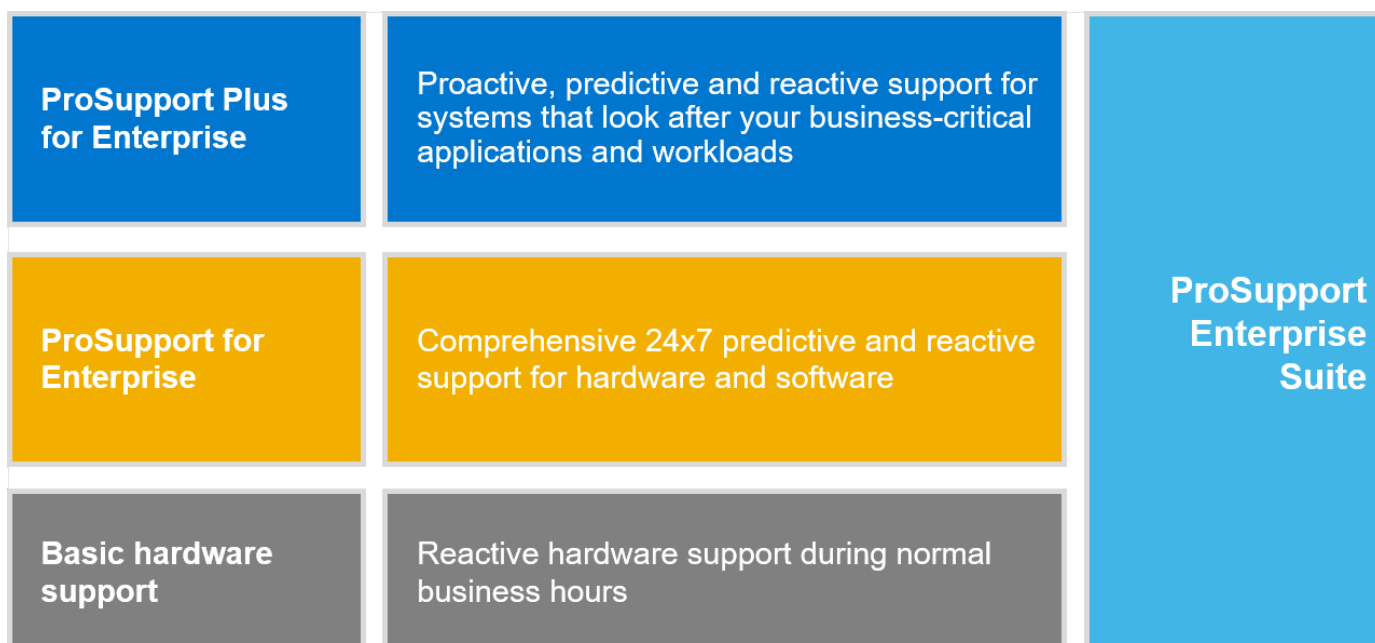 ProSupport Plus
for Enterprise
Proactive, predictive and reactive support for
systems that look after your business-critical
applications and workloads
ProSupport for
Enterprise
Comprehensive 24x7 predictive and reactive
support for hardware and software
Basic hardware
support
Reactive hardware support during normal
business hours
ProSupport
Enterprise
Suite